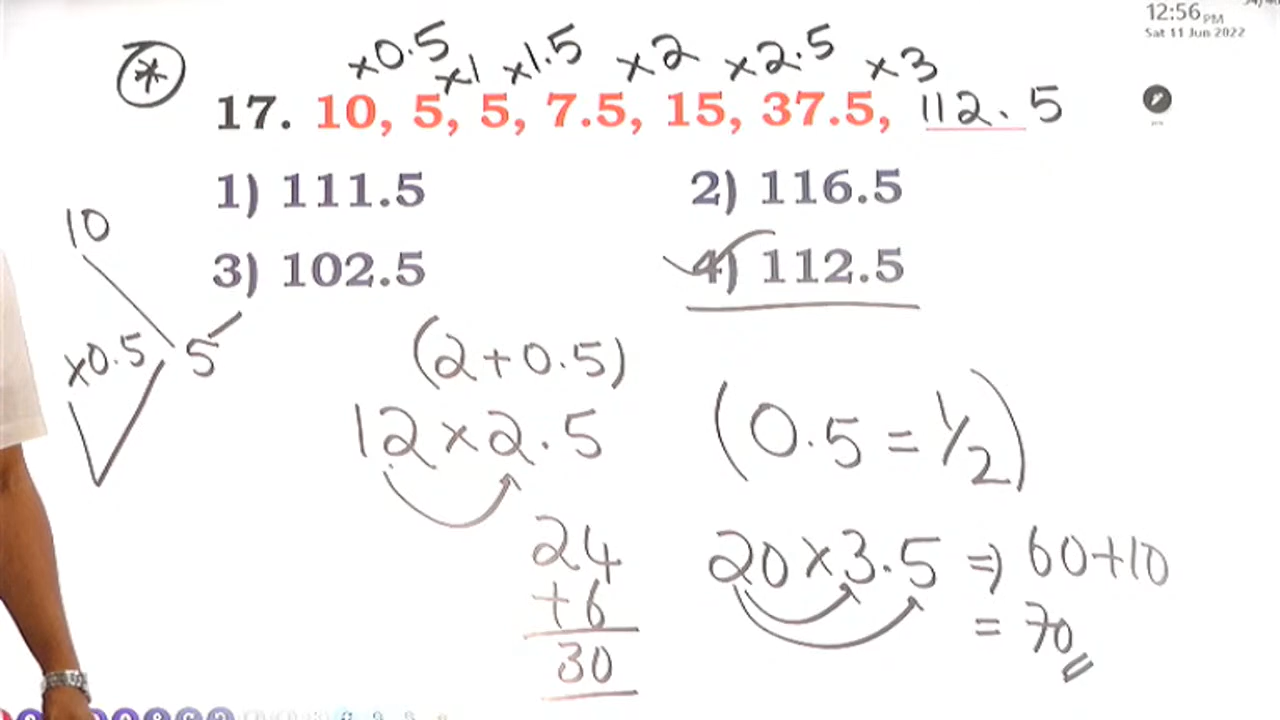 12:56 PM
Sat 11 Jun 2022
×0.5 ×1 ×1.5 ×2 ×2.5 ×3
17. 10, 5, 5, 7.5, 15, 37.5, 112.5
1) 111.5
2) 116.5
3) 102.5
4) 112.5
10
×0.5
5
(2+0.5)
12×2.5
24
+6
30
(0.5=1/2)
20×3.5 ⇒ 60+10
= 70